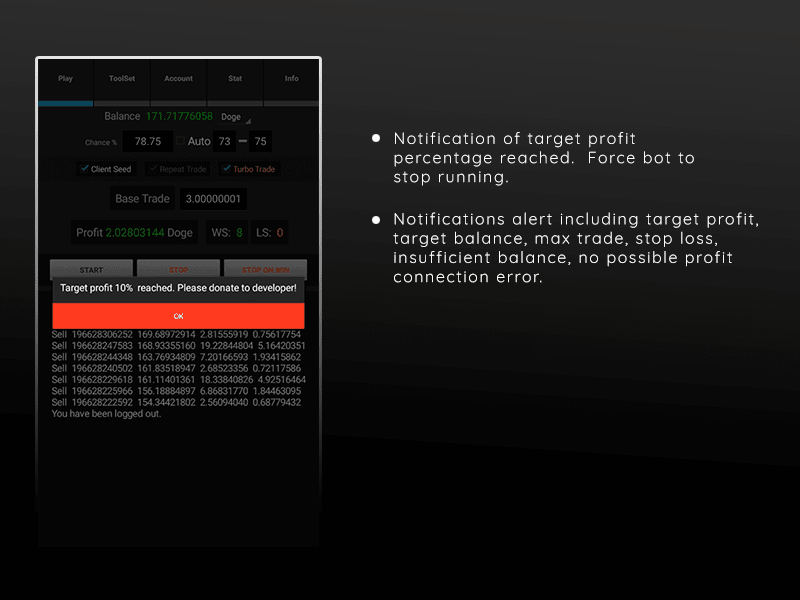 Play ToolSet Account Stat Info
Balance 171.71776058 Doge
Chance % 78.75 Auto 73 – 75
Client Seed Repeat Trade Turbo Trade
Base Trade 3.00000001
Profit 2.02803144 Doge WS: 8 LS: 0
START STOP STOP ON WIN
Target profit 10% reached. Please donate to developer!
OK
Sell 196628306252 169.68972914 2.81555919 0.75617754
Sell 196628247583 168.93355160 19.22844804 5.16420351
Sell 196628244348 163.76934809 7.20166593 1.93415862
Sell 196628240502 161.83518947 2.68523356 0.72117586
Sell 196628229618 161.11401361 18.33840826 4.92516464
Sell 196628225966 156.18884897 6.86831770 1.84463095
Sell 196628222592 154.34421802 2.56094040 0.68779432
You have been logged out.
Notification of target profit
percentage reached. Force bot to
stop running.
Notifications alert including target profit,
target balance, max trade, stop loss,
insufficient balance, no possible profit
connection error.